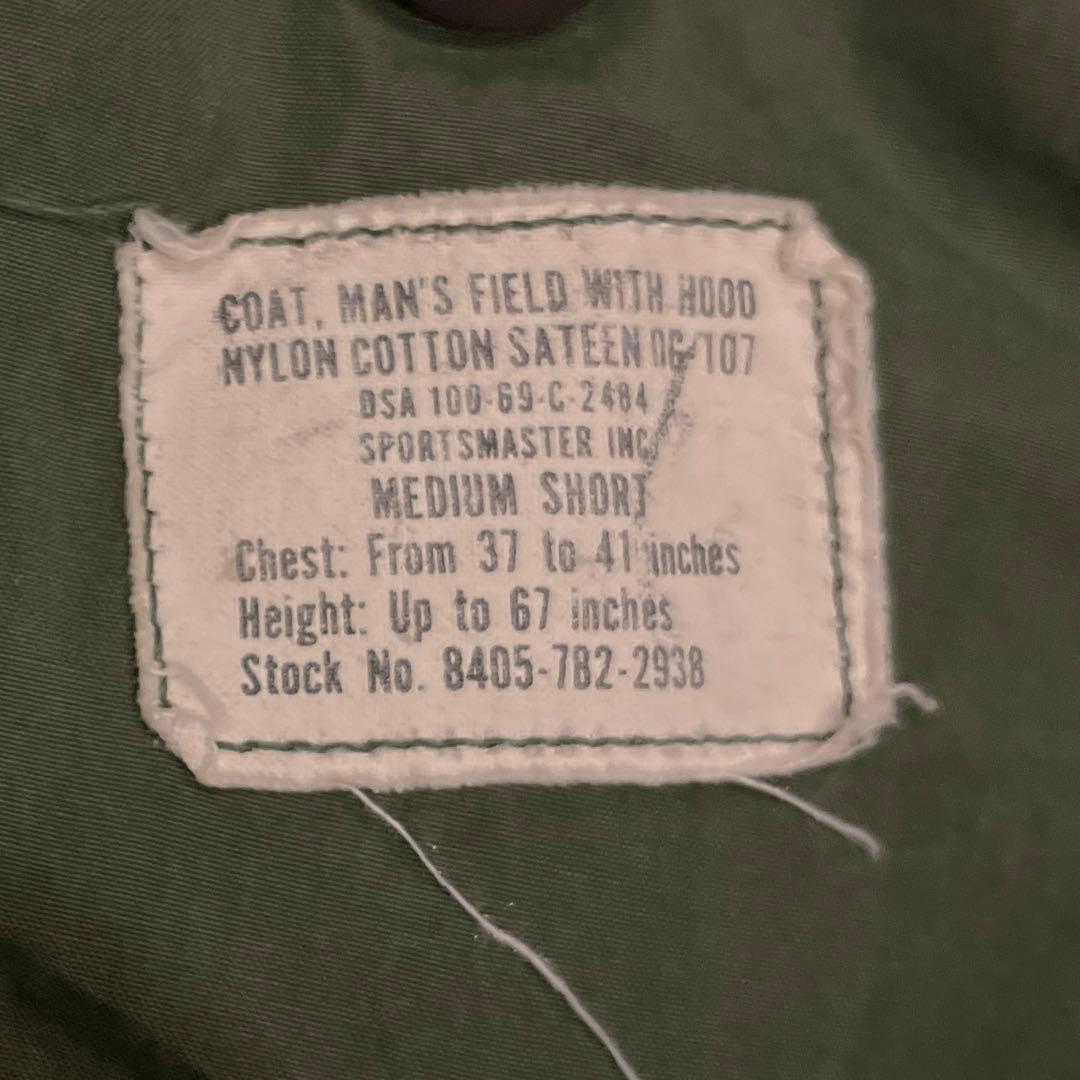 COAT, MAN'S FIELD WITH HOOD
NYLON COTTON SATEEN OG/107
DSA 100-69-C-2484
SPORTSMASTER INC.
MEDIUM SHORT
Chest: From 37 to 41 inches
Height: Up to 67 inches
Stock No. 8405-782-2938